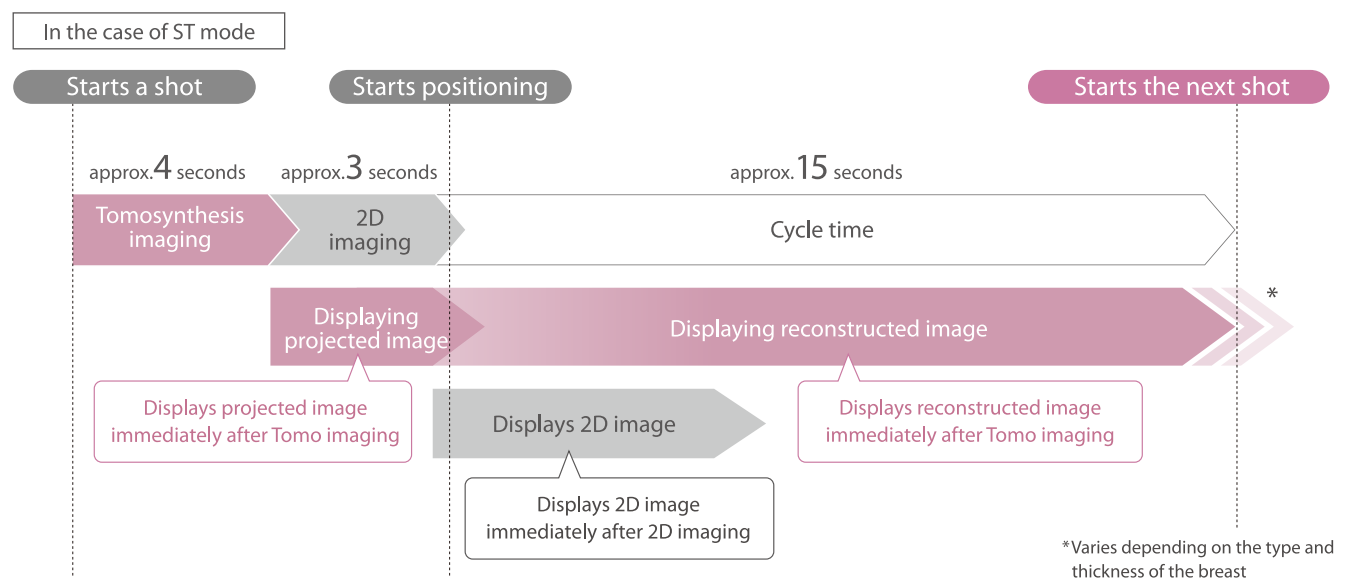 In the case of ST mode
Starts a shot
Starts positioning
Starts the next shot
approx.4 seconds
approx.3 seconds
approx.15 seconds
Tomosynthesis
imaging
2D
imaging
Cycle time
*
Displaying
projected image
Displaying reconstructed image
Displays projected image
immediately after Tomo imaging
Displays 2D image
Displays reconstructed image
immediately after Tomo imaging
Displays 2D image
immediately after 2D imaging
*Varies depending on the type and
thickness of the breast